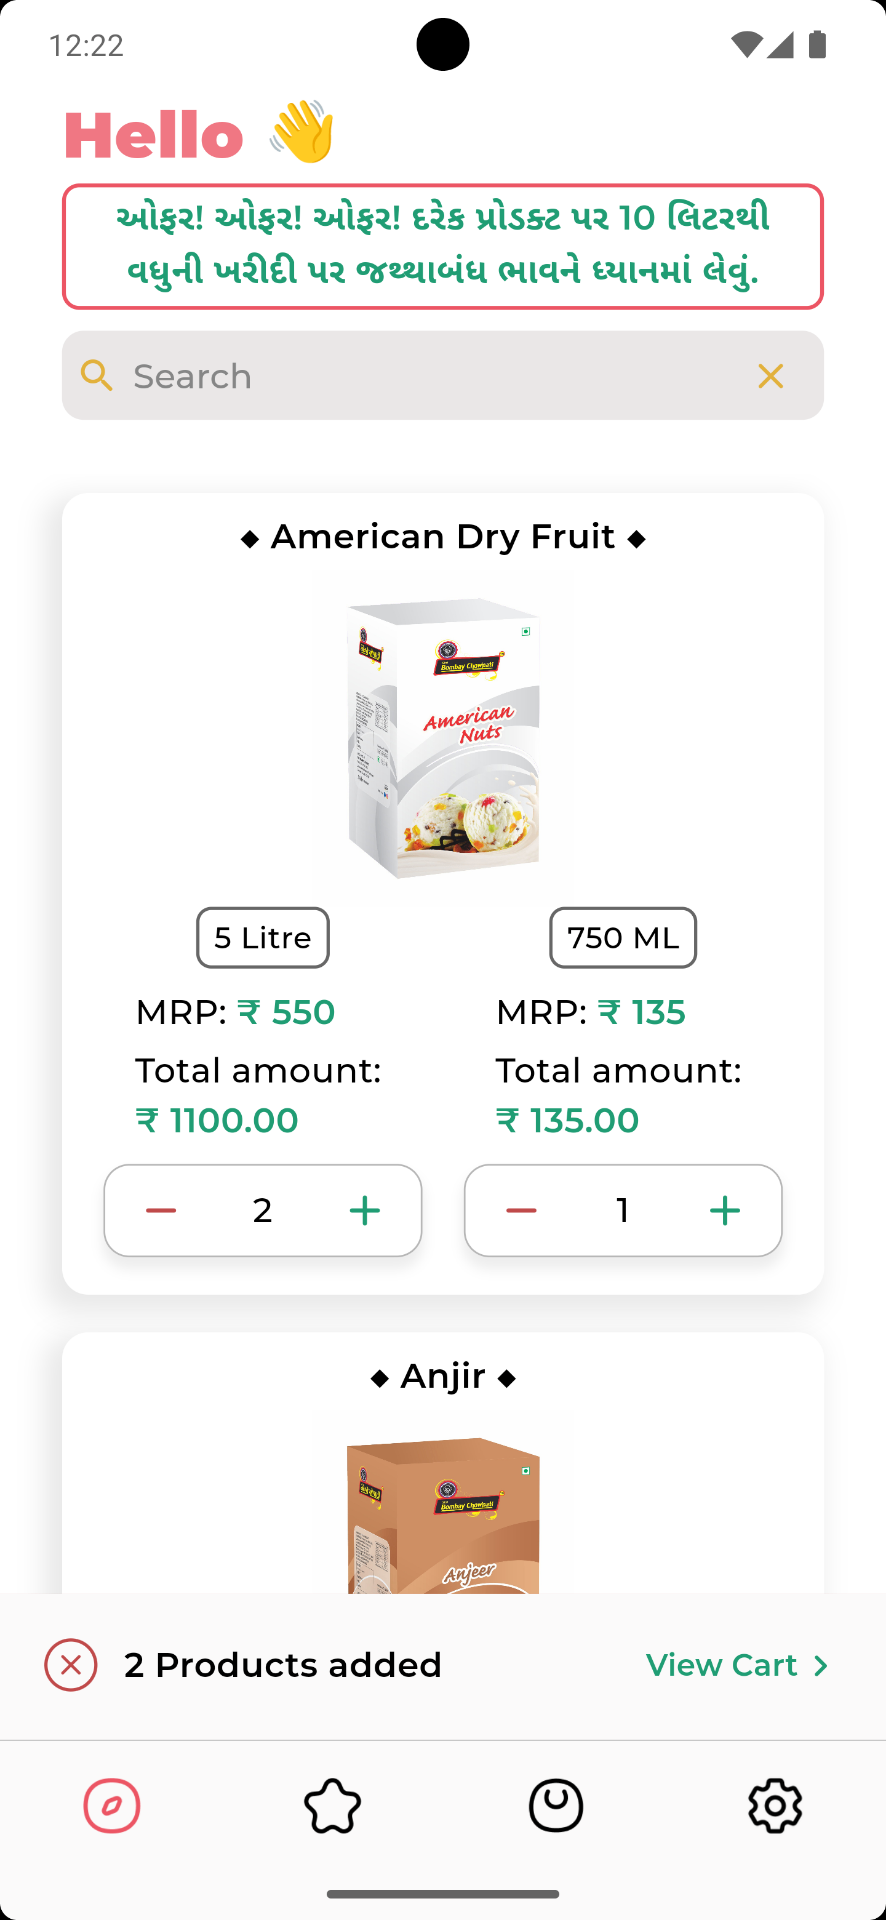 12:22
Hello 👋
ઓફર! ઓફર! ઓફર! દરેક પ્રોડક્ટ પર 10 લિટરથી
વધુની ખરીદી પર જથ્થાબંધ ભાવને ધ્યાનમાં લેવું.
Search
◆ American Dry Fruit ◆
Bombay Chowpati
American
Nuts
5 Litre
750 ML
MRP: ₹ 550
MRP: ₹ 135
Total amount:
₹ 1100.00
Total amount:
₹ 135.00
2
1
◆ Anjir ◆
Bombay Chowpati
Anjeer
2 Products added
View Cart